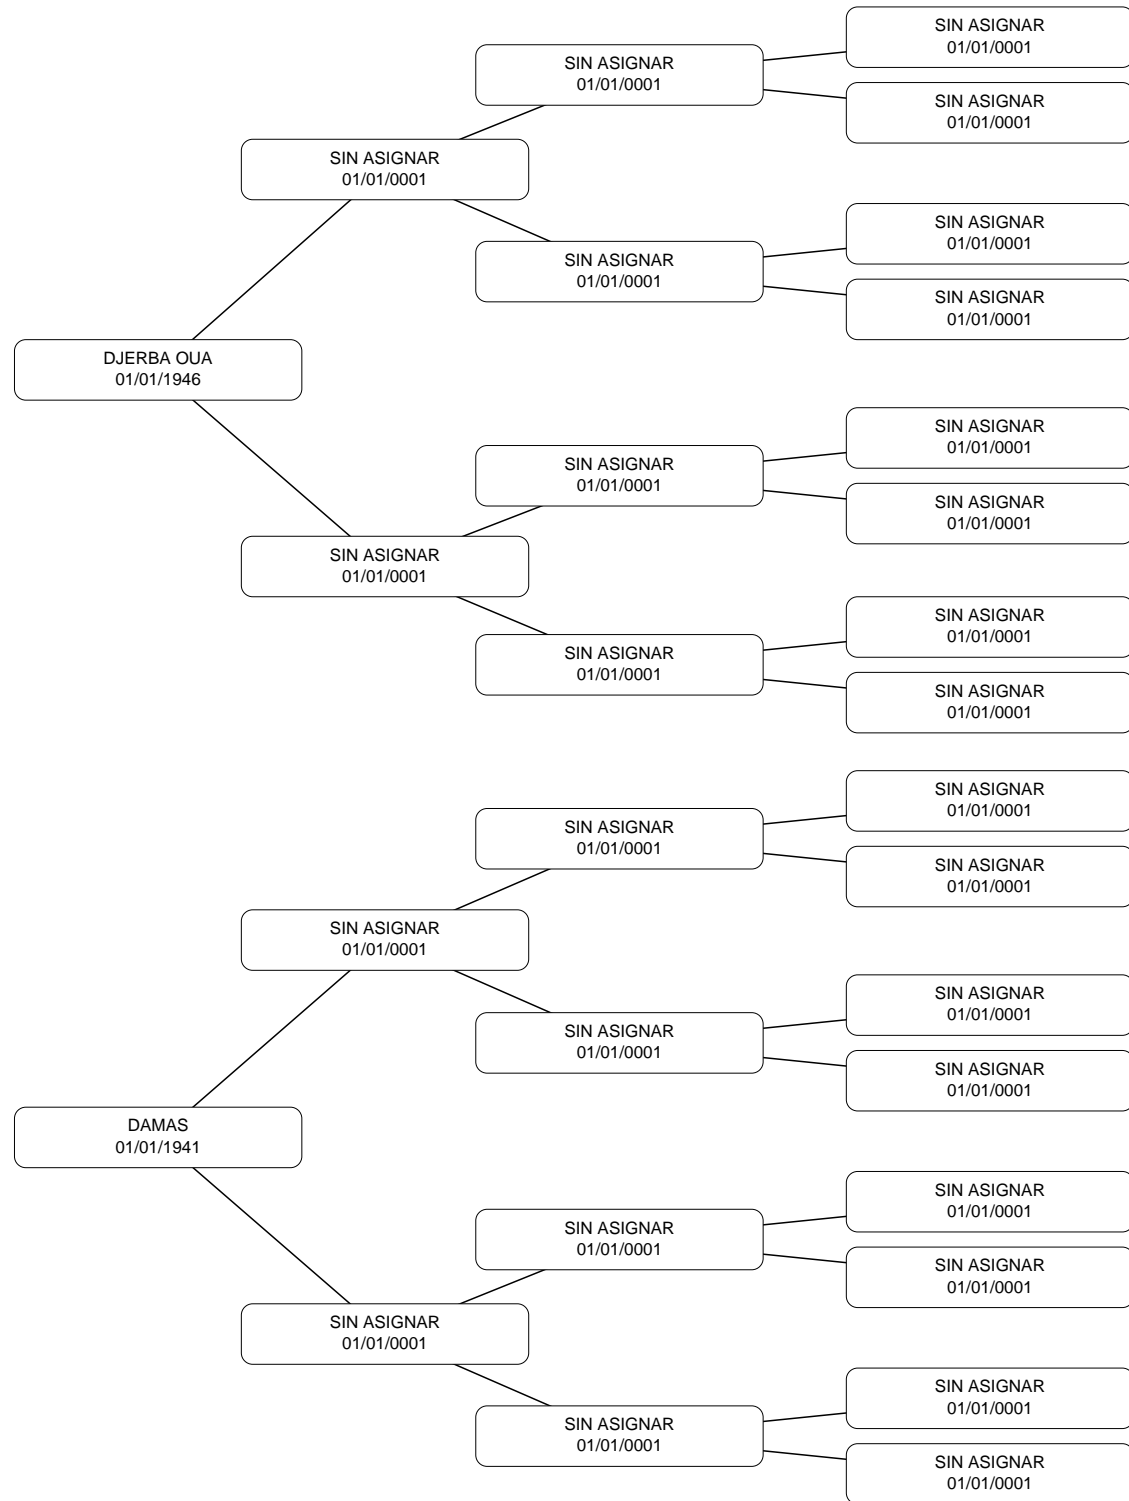 SIN ASIGNAR
01/01/0001
SIN ASIGNAR
01/01/0001
SIN ASIGNAR
01/01/0001
SIN ASIGNAR
01/01/0001
SIN ASIGNAR
01/01/0001
SIN ASIGNAR
01/01/0001
SIN ASIGNAR
01/01/0001
DJERBA OUA
01/01/1946
SIN ASIGNAR
01/01/0001
SIN ASIGNAR
01/01/0001
SIN ASIGNAR
01/01/0001
SIN ASIGNAR
01/01/0001
SIN ASIGNAR
01/01/0001
SIN ASIGNAR
01/01/0001
SIN ASIGNAR
01/01/0001
SIN ASIGNAR
01/01/0001
SIN ASIGNAR
01/01/0001
SIN ASIGNAR
01/01/0001
SIN ASIGNAR
01/01/0001
SIN ASIGNAR
01/01/0001
SIN ASIGNAR
01/01/0001
SIN ASIGNAR
01/01/0001
DAMAS
01/01/1941
SIN ASIGNAR
01/01/0001
SIN ASIGNAR
01/01/0001
SIN ASIGNAR
01/01/0001
SIN ASIGNAR
01/01/0001
SIN ASIGNAR
01/01/0001
SIN ASIGNAR
01/01/0001
SIN ASIGNAR
01/01/0001